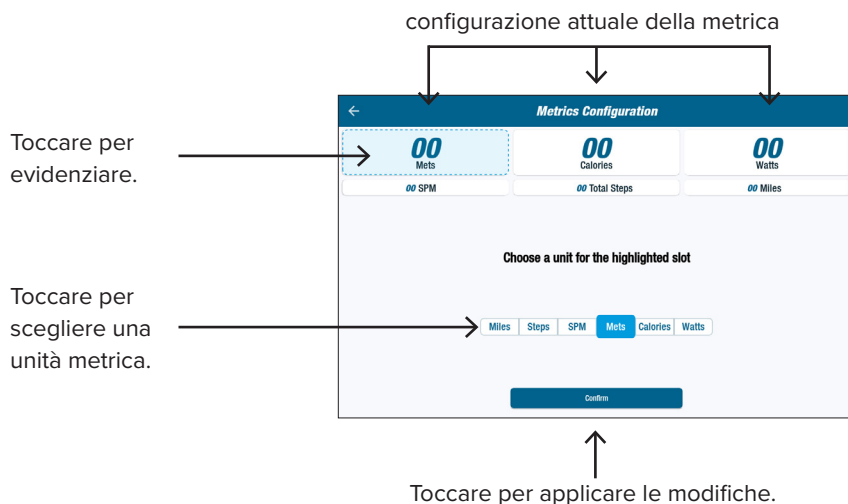 configurazione attuale della metrica
Metrics Configuration
Toccare per
evidenziare.
00
Mets
00
Calories
00
Watts
00 SPM
00 Total Steps
00 Miles
Choose a unit for the highlighted slot
Toccare per
scegliere una
unità metrica.
Miles Steps SPM Mets Calories Watts
Confirm
Toccare per applicare le modifiche.